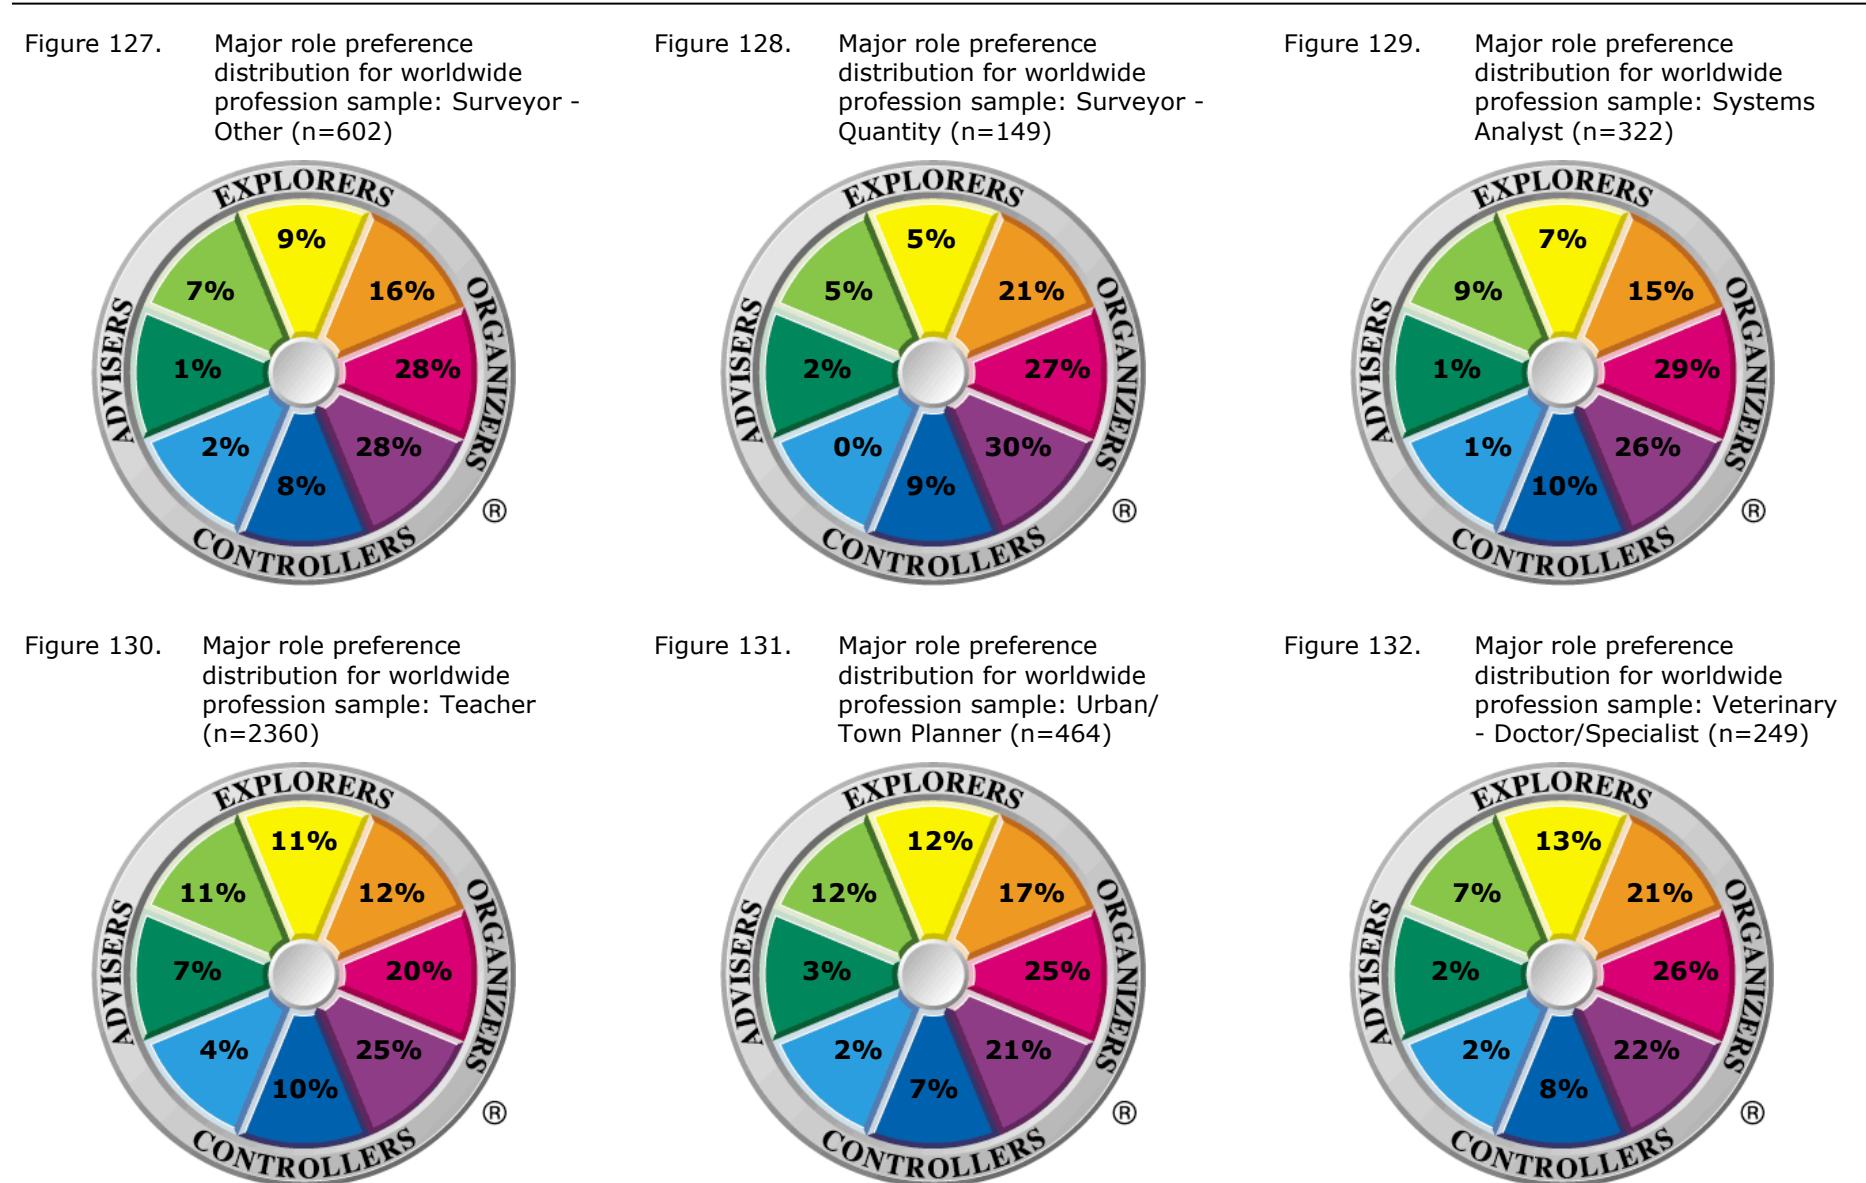 Figure 127. Major role preference
distribution for worldwide
profession sample: Surveyor -
Other (n=602)
EXPLORERS
ORGANIZERS
CONTROLLERS
ADVISERS
9%
16%
28%
28%
8%
2%
1%
7%
®
Figure 128. Major role preference
distribution for worldwide
profession sample: Surveyor -
Quantity (n=149)
EXPLORERS
ORGANIZERS
CONTROLLERS
ADVISERS
5%
21%
27%
30%
9%
0%
2%
5%
®
Figure 129. Major role preference
distribution for worldwide
profession sample: Systems
Analyst (n=322)
EXPLORERS
ORGANIZERS
CONTROLLERS
ADVISERS
7%
15%
29%
26%
10%
1%
1%
9%
®
Figure 130. Major role preference
distribution for worldwide
profession sample: Teacher
(n=2360)
EXPLORERS
ORGANIZERS
CONTROLLERS
ADVISERS
11%
12%
20%
25%
10%
4%
7%
11%
®
Figure 131. Major role preference
distribution for worldwide
profession sample: Urban/
Town Planner (n=464)
EXPLORERS
ORGANIZERS
CONTROLLERS
ADVISERS
12%
17%
25%
21%
7%
2%
3%
12%
®
Figure 132. Major role preference
distribution for worldwide
profession sample: Veterinary
- Doctor/Specialist (n=249)
EXPLORERS
ORGANIZERS
CONTROLLERS
ADVISERS
13%
21%
26%
22%
8%
2%
2%
7%
®